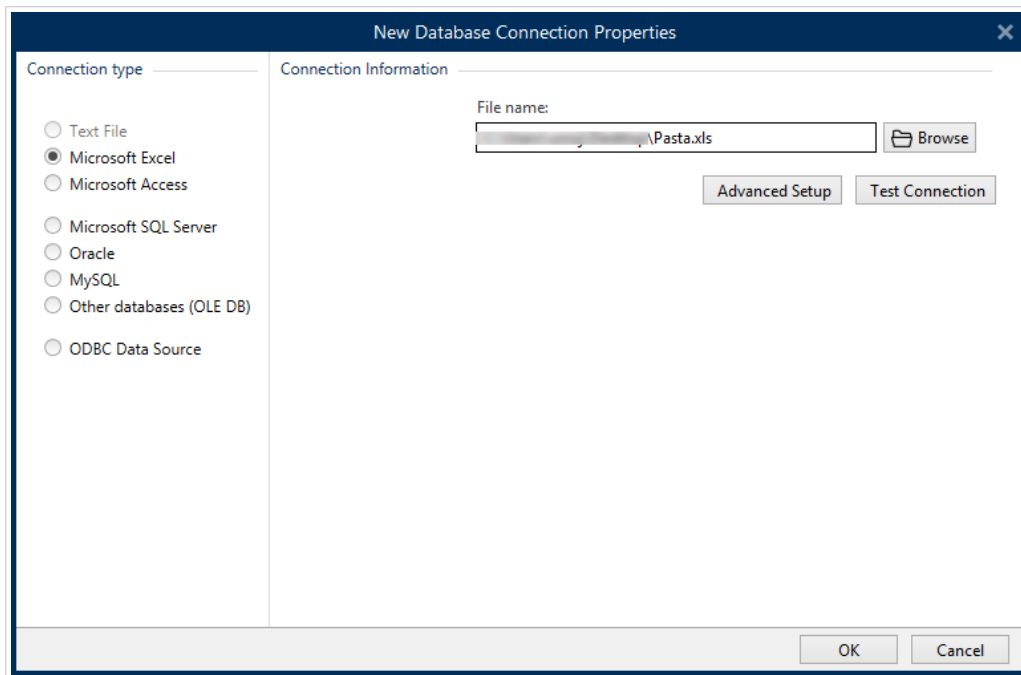 New Database Connection Properties
Connection type
Connection Information
Text File
Microsoft Excel
Microsoft Access
Microsoft SQL Server
Oracle
MySQL
Other databases (OLE DB)
ODBC Data Source
File name:
\Pasta.xls
Browse
Advanced Setup
Test Connection
OK
Cancel